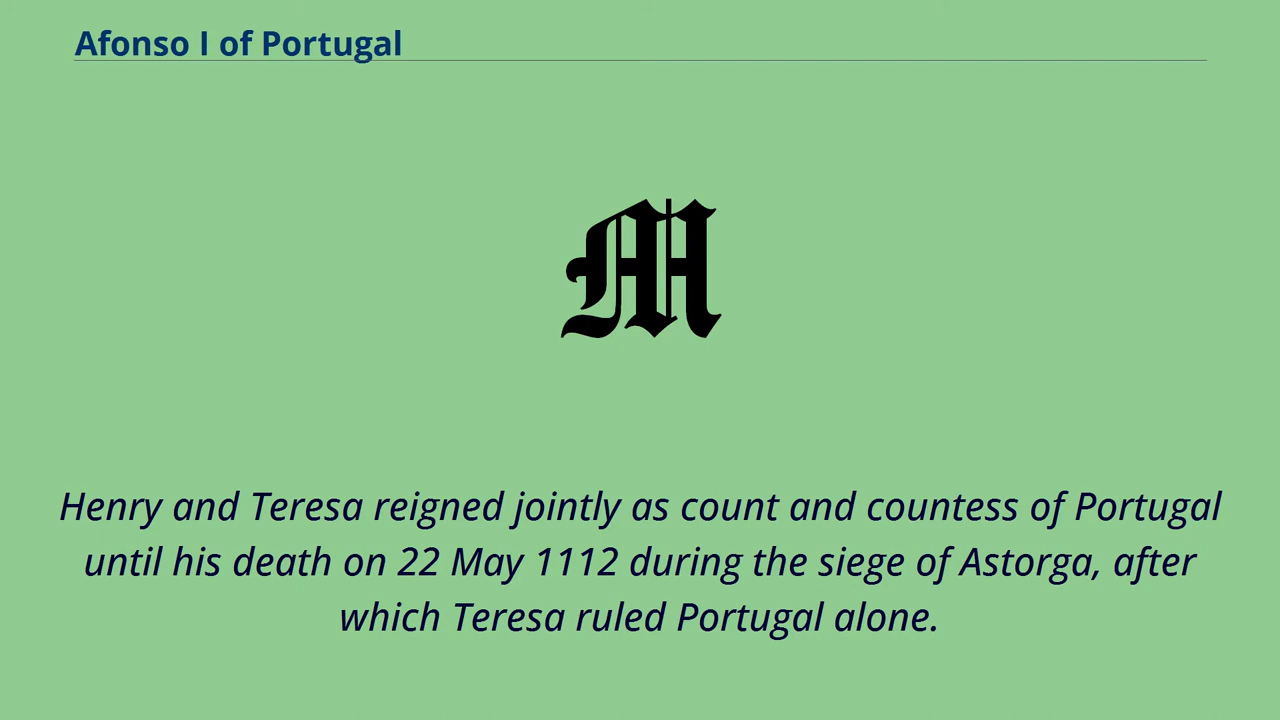 Afonso I of Portugal
M
Henry and Teresa reigned jointly as count and countess of Portugal
until his death on 22 May 1112 during the siege of Astorga, after
which Teresa ruled Portugal alone.